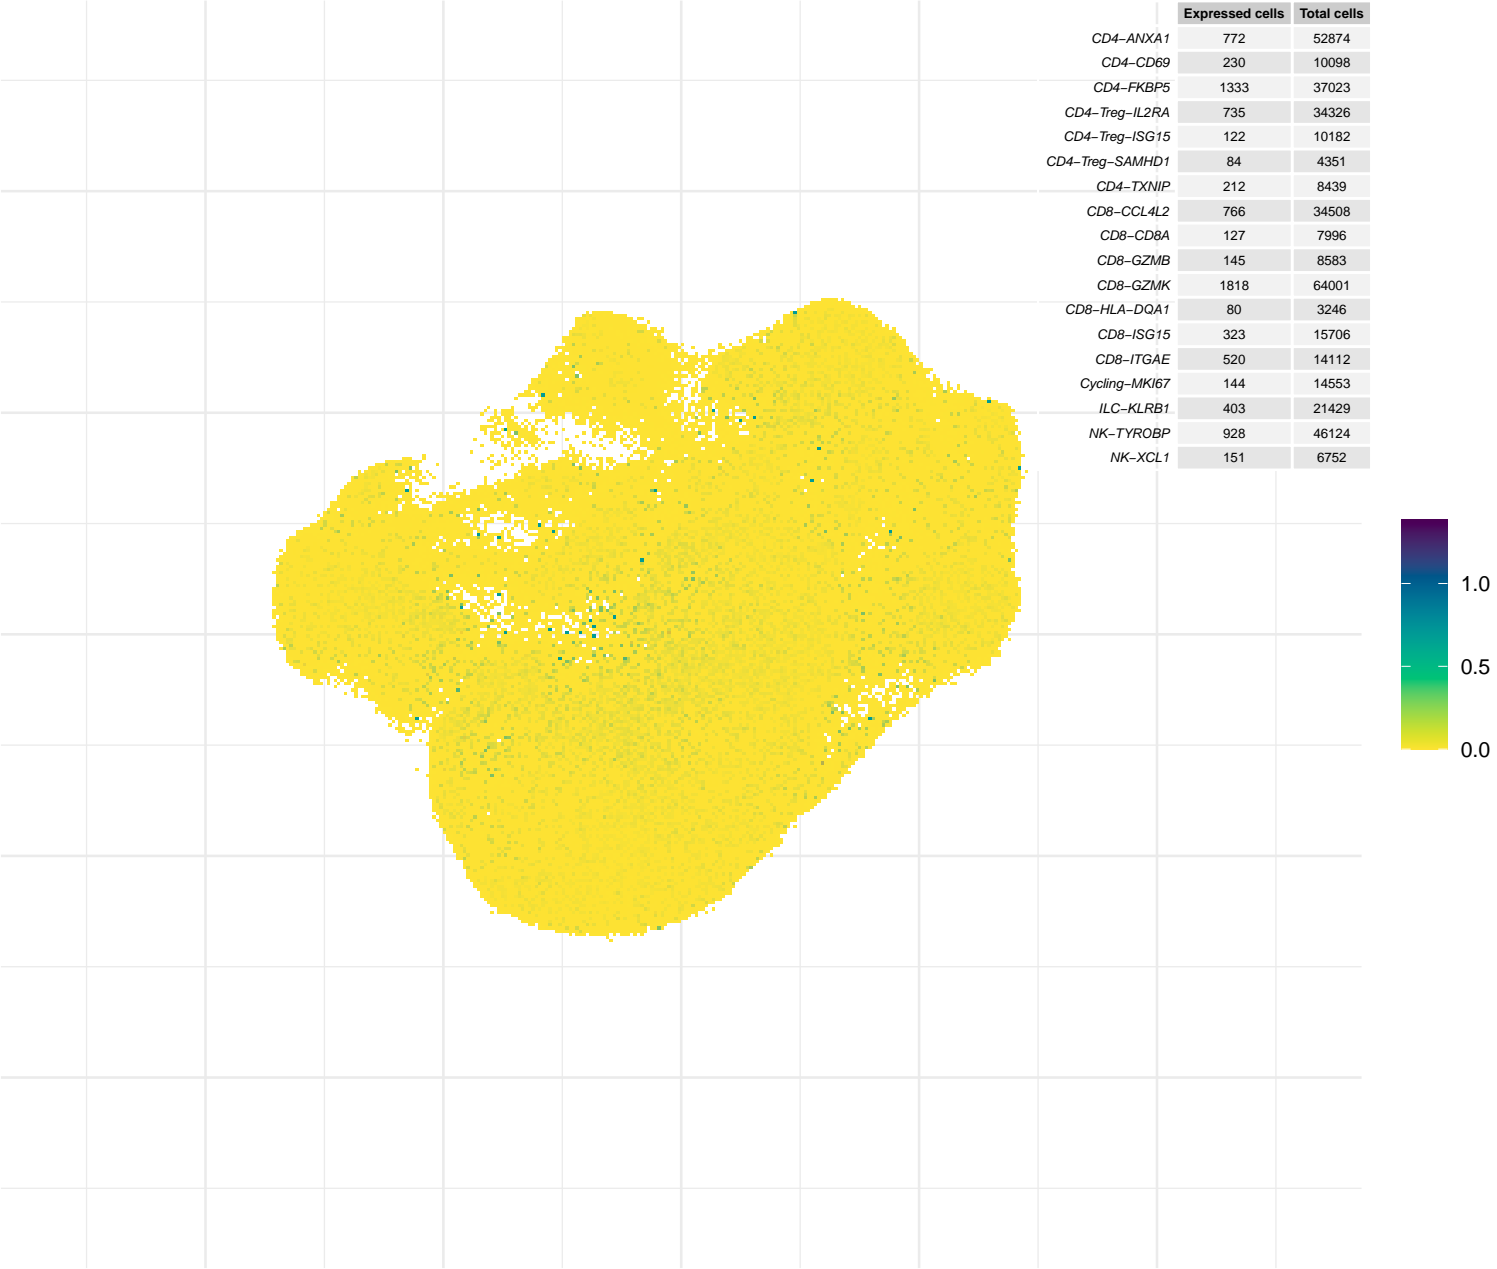 Expressed cells Total cells
CD4−ANXA1 772 52874
CD4−CD69 230 10098
CD4−FKBP5 1333 37023
CD4−Treg−IL2RA 735 34326
CD4−Treg−ISG15 122 10182
CD4−Treg−SAMHD1 84 4351
CD4−TXNIP 212 8439
CD8−CCL4L2 766 34508
CD8−CD8A 127 7996
CD8−GZMB 145 8583
CD8−GZMK 1818 64001
CD8−HLA−DQA1 80 3246
CD8−ISG15 323 15706
CD8−ITGAE 520 14112
Cycling−MKI67 144 14553
ILC−KLRB1 403 21429
NK−TYROBP 928 46124
NK−XCL1 151 6752
1.0
0.5
0.0